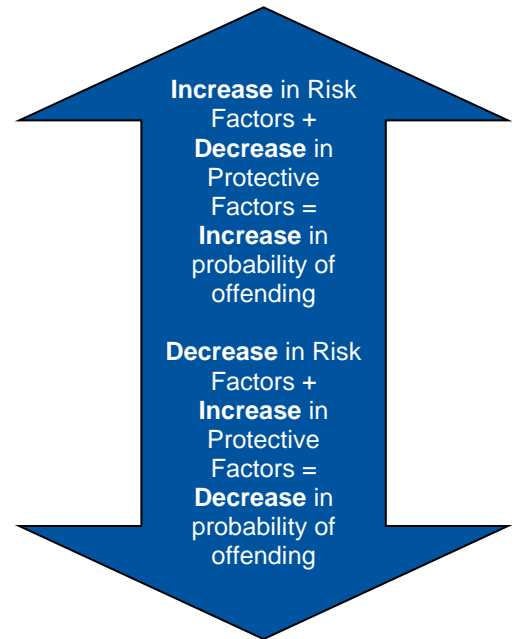 Increase in Risk
Factors +
Decrease in
Protective
Factors =
Increase in
probability of
offending
Decrease in Risk
Factors +
Increase in
Protective
Factors =
Decrease in
probability of
offending